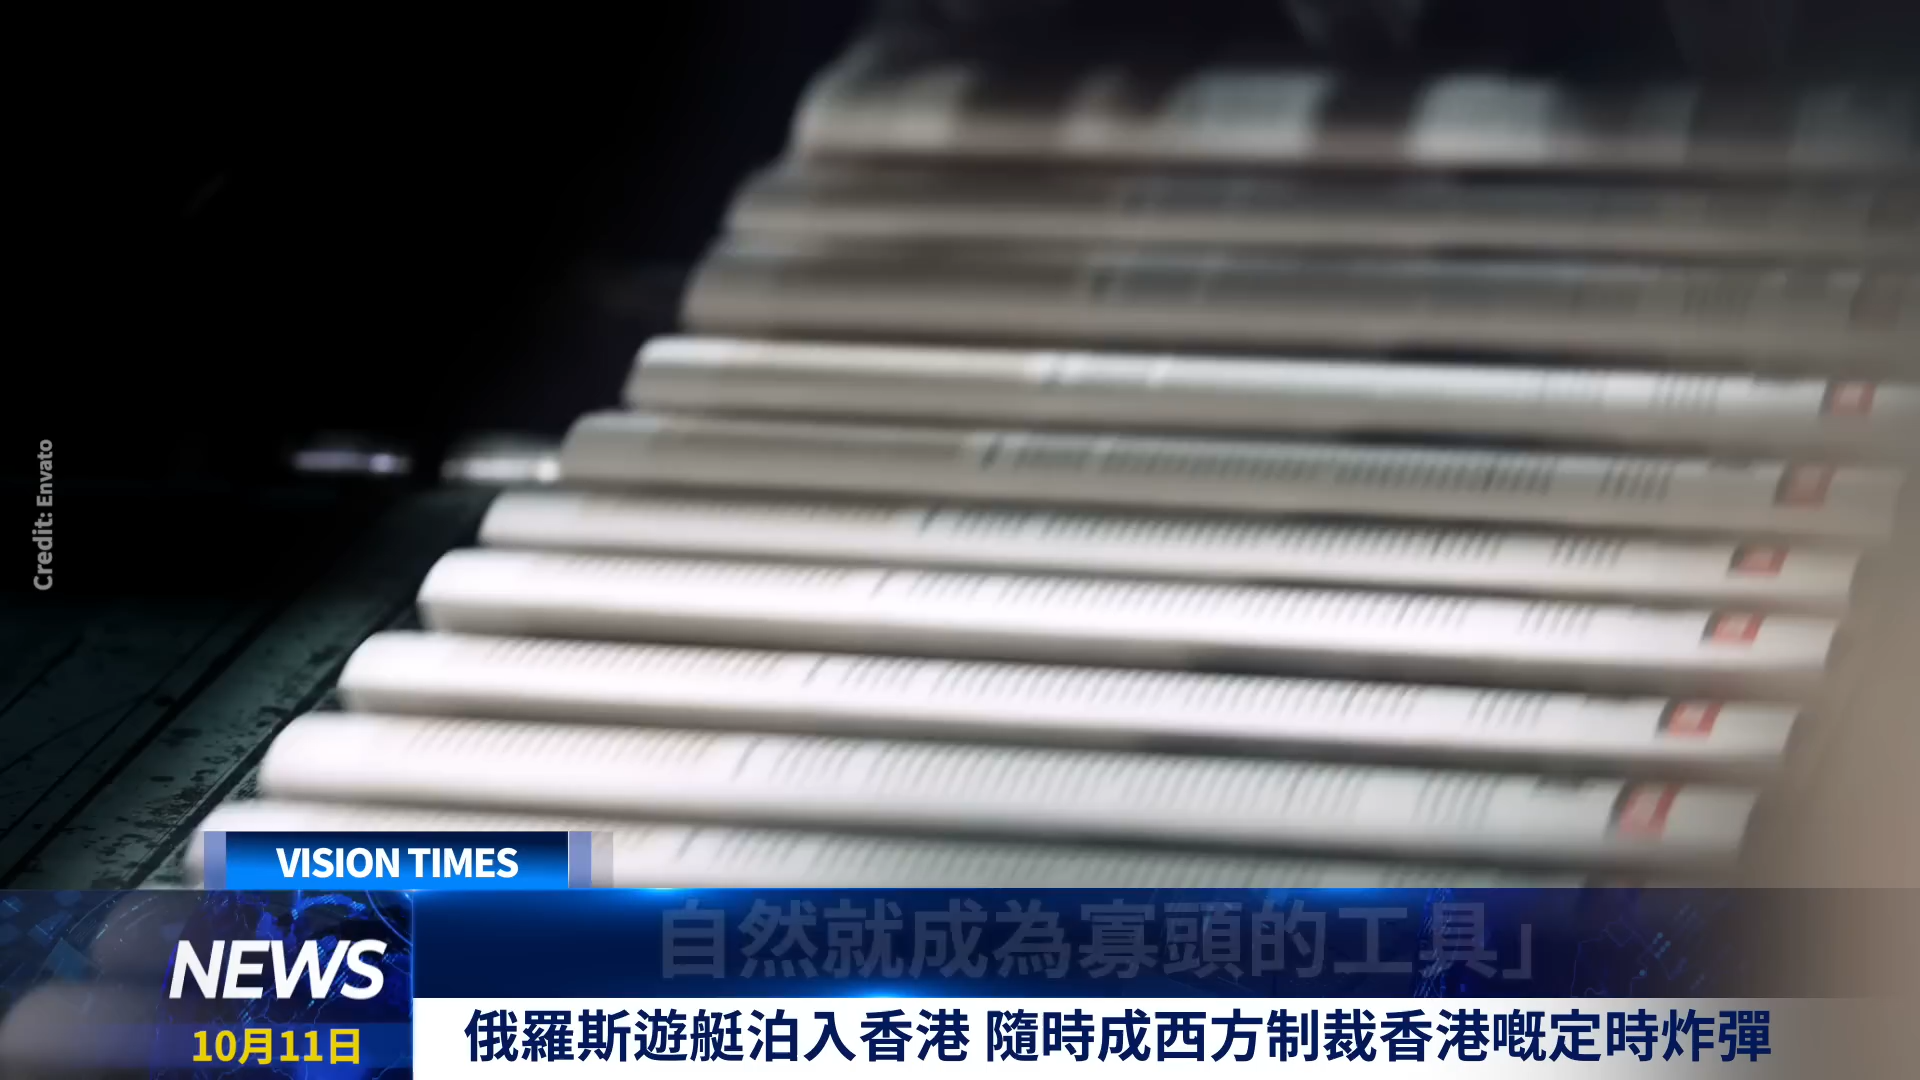 Credit: Envato
VISION TIMES
自然就成為寡頭的工具」
NEWS
10月11日
俄羅斯遊艇泊入香港 隨時成西方制裁香港嘅定時炸彈